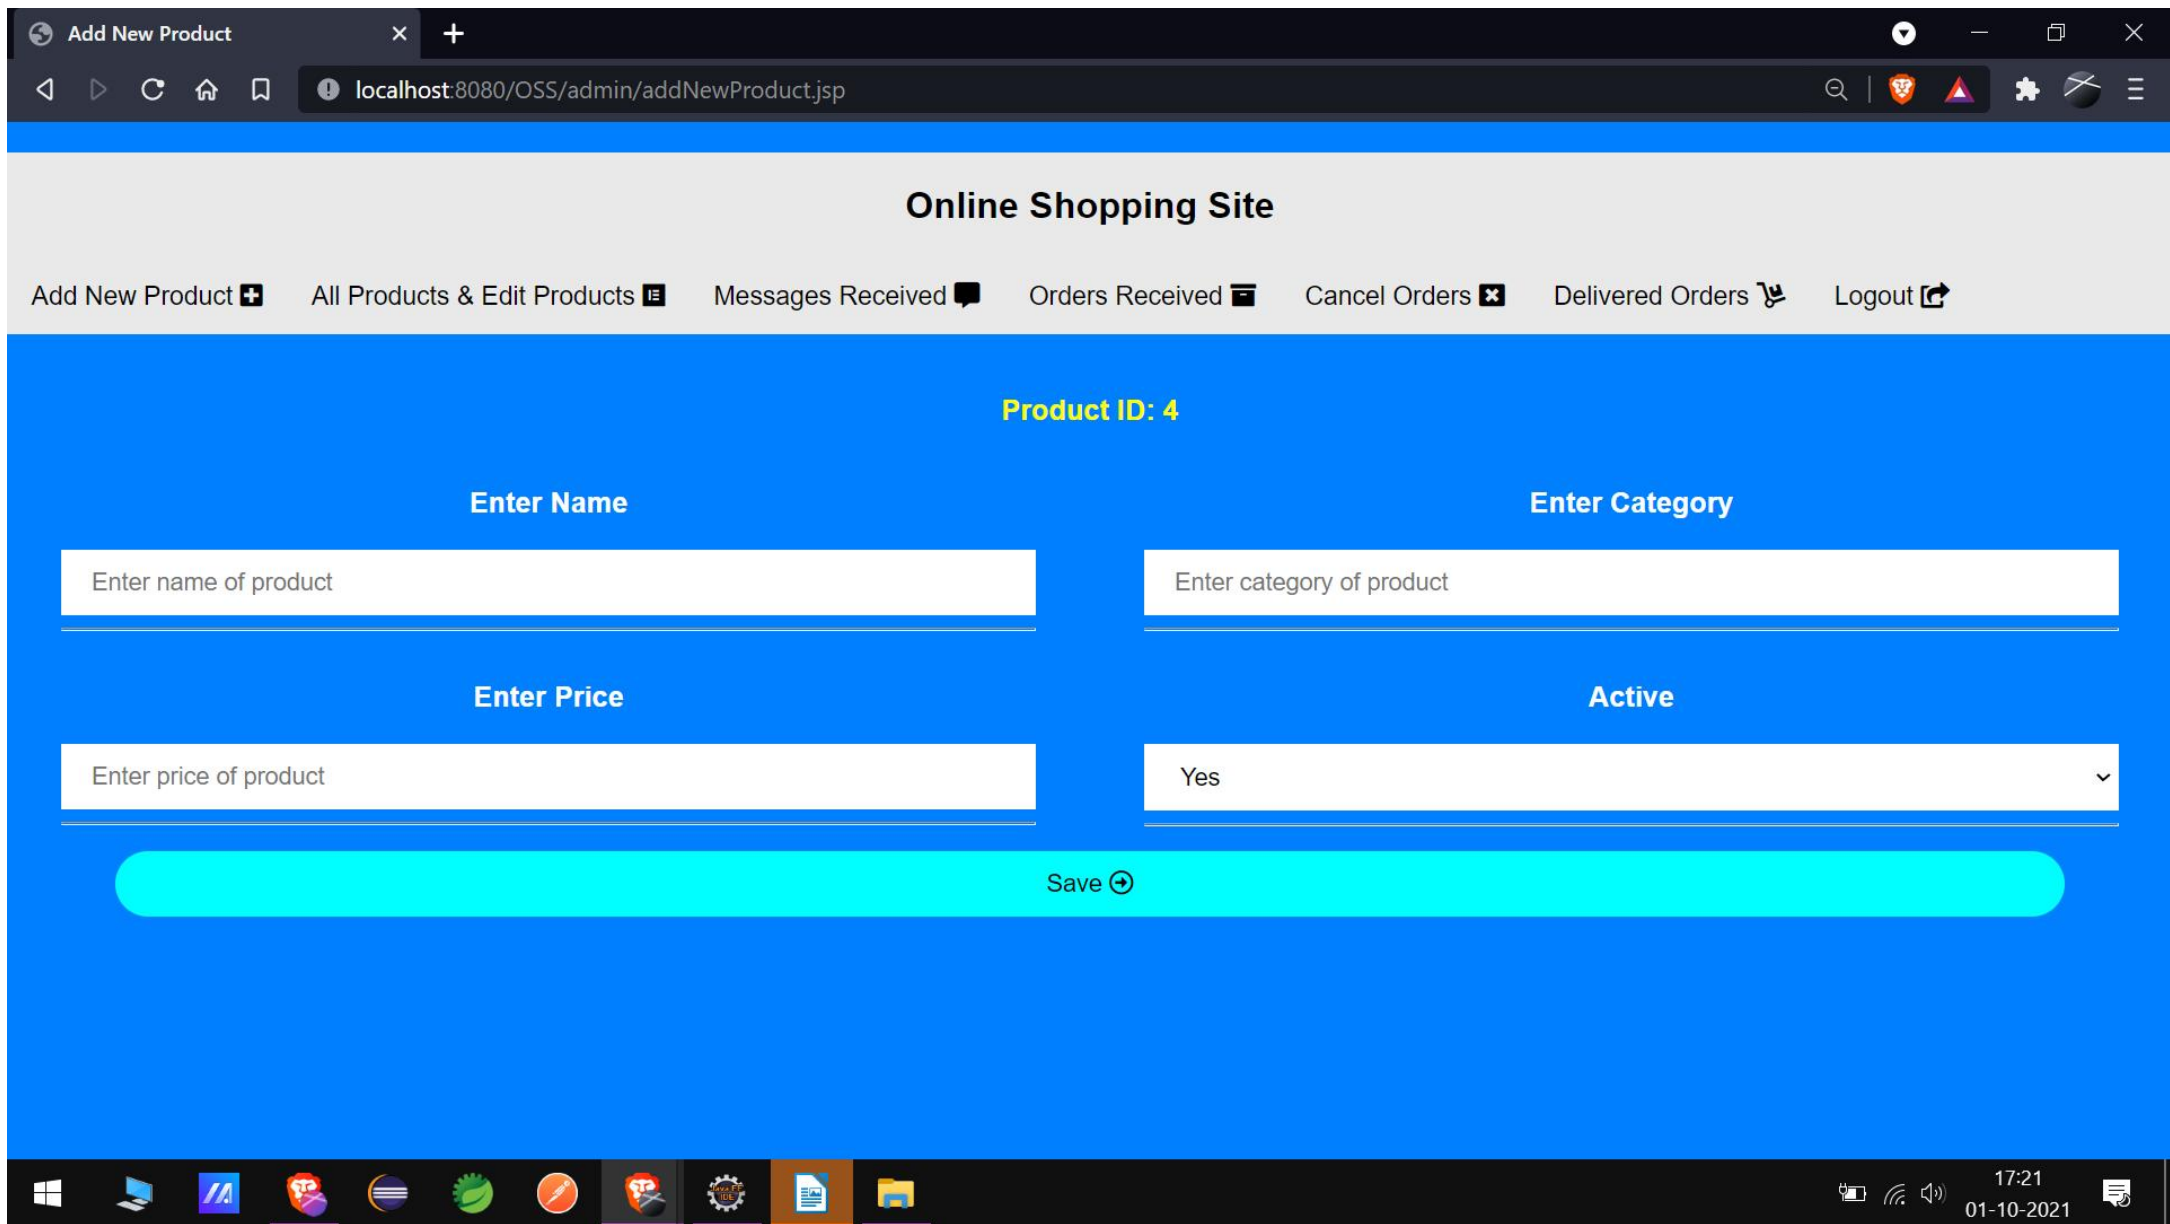 Add New Product
localhost:8080/OSS/admin/addNewProduct.jsp
Online Shopping Site
Add New Product All Products & Edit Products Messages Received Orders Received Cancel Orders Delivered Orders Logout
Product ID: 4
Enter Name Enter Category
Enter name of product Enter category of product
Enter Price Active
Enter price of product Yes
Save
17:21
01-10-2021